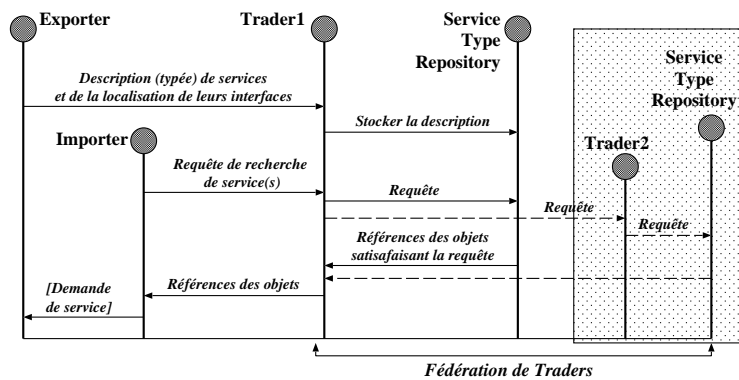 Exporter
Trader1
Service
Type
Repository
Service
Type
Repository
Description (typée) de services
et de la localisation de leurs interfaces
Stocker la description
Importer
Trader2
Requête de recherche
de service(s)
Requête
Requête
Requête
Références des objets
satisafaisant la requête
Références des objets
[Demande
de service]
Fédération de Traders